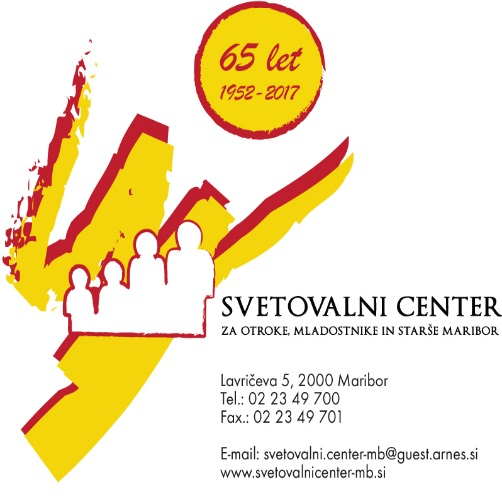 65 let
1952-2017
SVETOVALNI CENTER
ZA OTROKE, MLADOSTNIKE IN STARŠE MARIBOR
Lavričeva 5, 2000 Maribor
Tel.: 02 23 49 700
Fax.: 02 23 49 701
E-mail: svetovalni.center-mb@guest.arnes.si
www.svetovalnicenter-mb.si